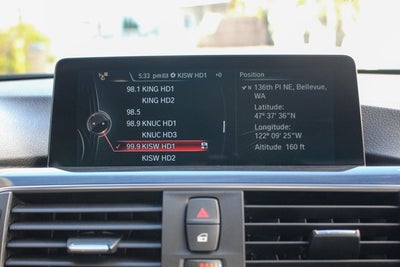 5:33 pm KISW HD1
98.1 KING HD1
KING HD2
98.5
98.9 KNUC HD1
KNUC HD3
99.9 KISW HD1
KISW HD2
Position
N 136th Pl NE, Bellevue,
WA
Latitude:
47° 37' 36"N
Longitude:
122° 09' 25"W
Altitude 160 ft